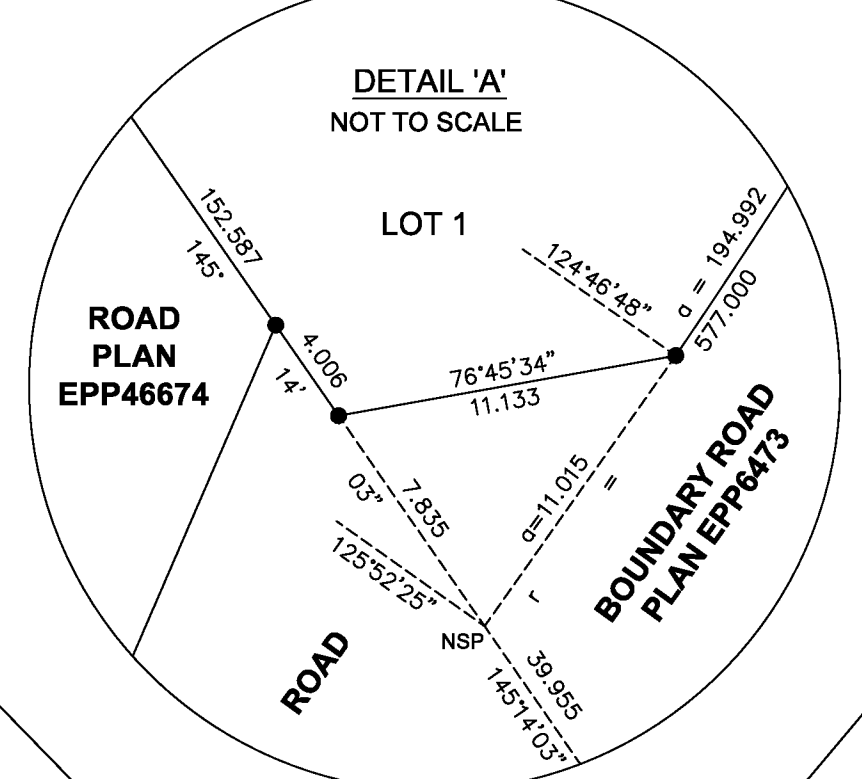 DETAIL 'A'
NOT TO SCALE
LOT 1
152.587
145°
a = 194.992
577.000
124°46'48"
ROAD
PLAN
EPP46674
4.006
14'
76°45'34"
11.133
03"
7.835
a=11.015
=
r
125°52'25"
BOUNDARY ROAD
PLAN EPP6473
NSP
ROAD
39.955
145°14'03"